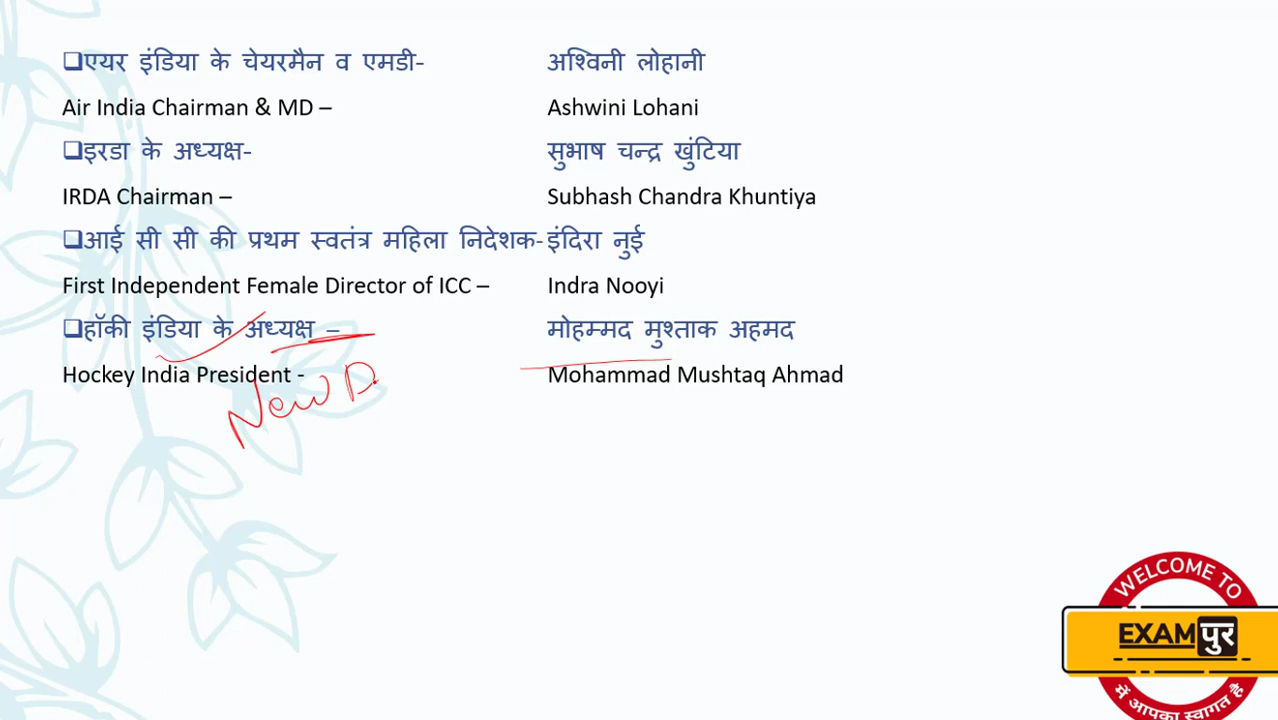 ❑एयर इंडिया के चेयरमैन व एमडी- अश्विनी लोहानी
Air India Chairman & MD – Ashwini Lohani
❑इरडा के अध्यक्ष- सुभाष चन्द्र खुंटिया
IRDA Chairman – Subhash Chandra Khuntiya
❑आई सी सी की प्रथम स्वतंत्र महिला निदेशक- इंदिरा नुई
First Independent Female Director of ICC – Indra Nooyi
❑हॉकी इंडिया के अध्यक्ष – मोहम्मद मुश्ताक अहमद
Hockey India President - Mohammad Mushtaq Ahmad
New D
WELCOME TO
EXAMपुर
में आपका स्वागत है